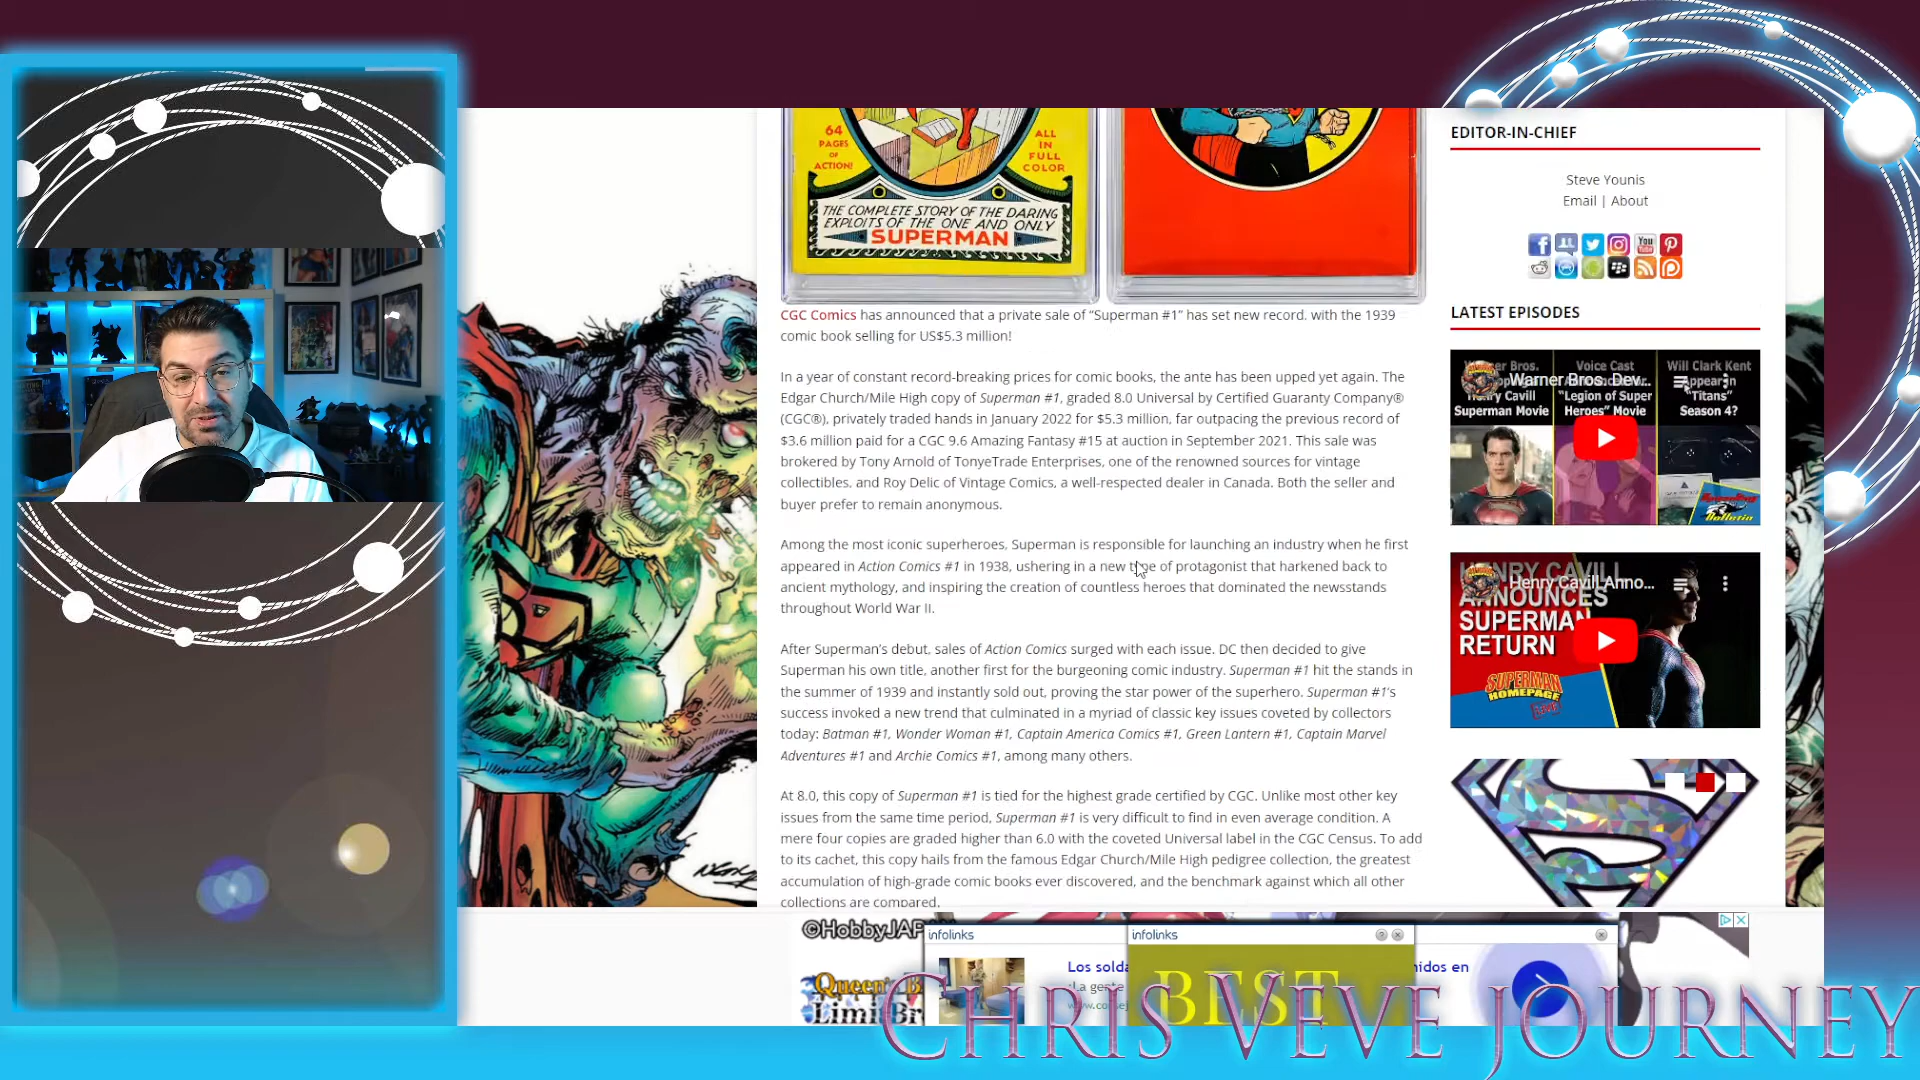 64
PAGES
OF
ACTION!
ALL
IN
FULL
COLOR
THE COMPLETE STORY OF THE DARING
EXPLOITS OF THE ONE AND ONLY
SUPERMAN
CGC Comics has announced that a private sale of “Superman #1” has set new record. with the 1939
comic book selling for US$5.3 million!
In a year of constant record-breaking prices for comic books, the ante has been upped yet again. The
Edgar Church/Mile High copy of Superman #1, graded 8.0 Universal by Certified Guaranty Company®
(CGC®), privately traded hands in January 2022 for $5.3 million, far outpacing the previous record of
$3.6 million paid for a CGC 9.6 Amazing Fantasy #15 at auction in September 2021. This sale was
brokered by Tony Arnold of TonyeTrade Enterprises, one of the renowned sources for vintage
collectibles, and Roy Delic of Vintage Comics, a well-respected dealer in Canada. Both the seller and
buyer prefer to remain anonymous.
Among the most iconic superheroes, Superman is responsible for launching an industry when he first
appeared in Action Comics #1 in 1938, ushering in a new type of protagonist that harkened back to
ancient mythology, and inspiring the creation of countless heroes that dominated the newsstands
throughout World War II.
After Superman’s debut, sales of Action Comics surged with each issue. DC then decided to give
Superman his own title, another first for the burgeoning comic industry. Superman #1 hit the stands in
the summer of 1939 and instantly sold out, proving the star power of the superhero. Superman #1's
success invoked a new trend that culminated in a myriad of classic key issues coveted by collectors
today: Batman #1, Wonder Woman #1, Captain America Comics #1, Green Lantern #1, Captain Marvel
Adventures #1 and Archie Comics #1, among many others.
At 8.0, this copy of Superman #1 is tied for the highest grade certified by CGC. Unlike most other key
issues from the same time period, Superman #1 is very difficult to find in even average condition. A
mere four copies are graded higher than 6.0 with the coveted Universal label in the CGC Census. To add
to its cachet, this copy hails from the famous Edgar Church/Mile High pedigree collection, the greatest
accumulation of high-grade comic books ever discovered, and the benchmark against which all other
collections are compared.
EDITOR-IN-CHIEF
Steve Younis
Email | About
You
LATEST EPISODES
Warner Bros. Dev...
Superman Movie
Voice Cast
"Legion of Super
Heroes" Movie
Will Clark Kent
Appear in
"Titans"
Season 4?
Bulletin
Henry Cavill Anno...
HENRY CAVILL
ANNOUNCES
SUPERMAN
RETURN
SUPERMAN
HOMEPAGE
©HobbyJAP
Queen's B
Limit Br
infolinks
infolinks
Los solda
nidos en
La gente
BEST
CHRIS VEVE JOURNEY